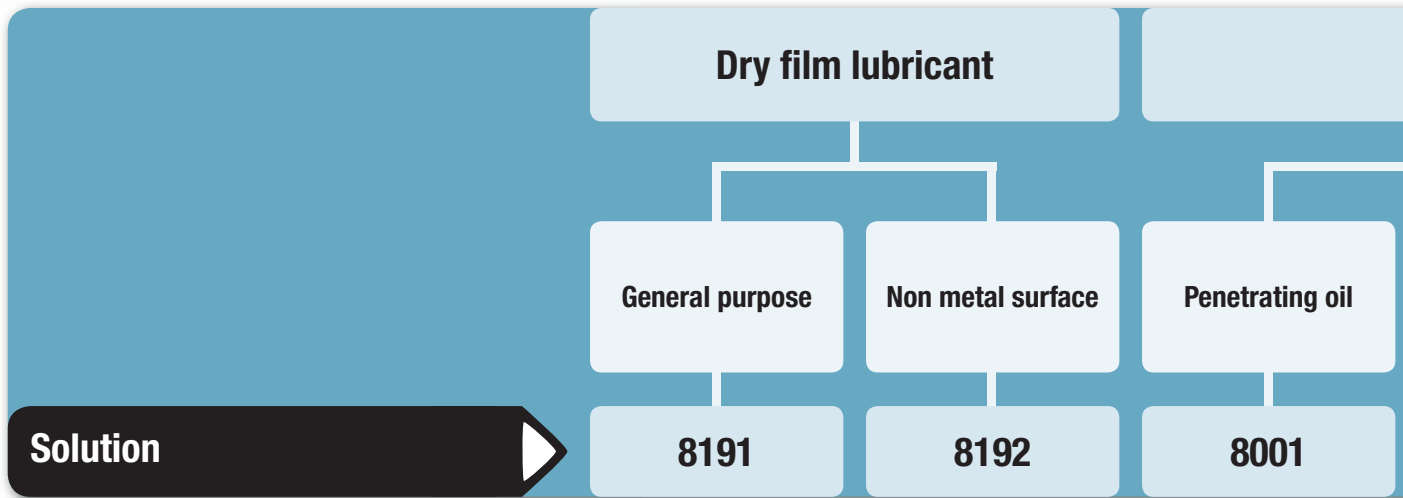 Dry film lubricant
General purpose
Non metal surface
Penetrating oil
Solution
8191
8192
8001